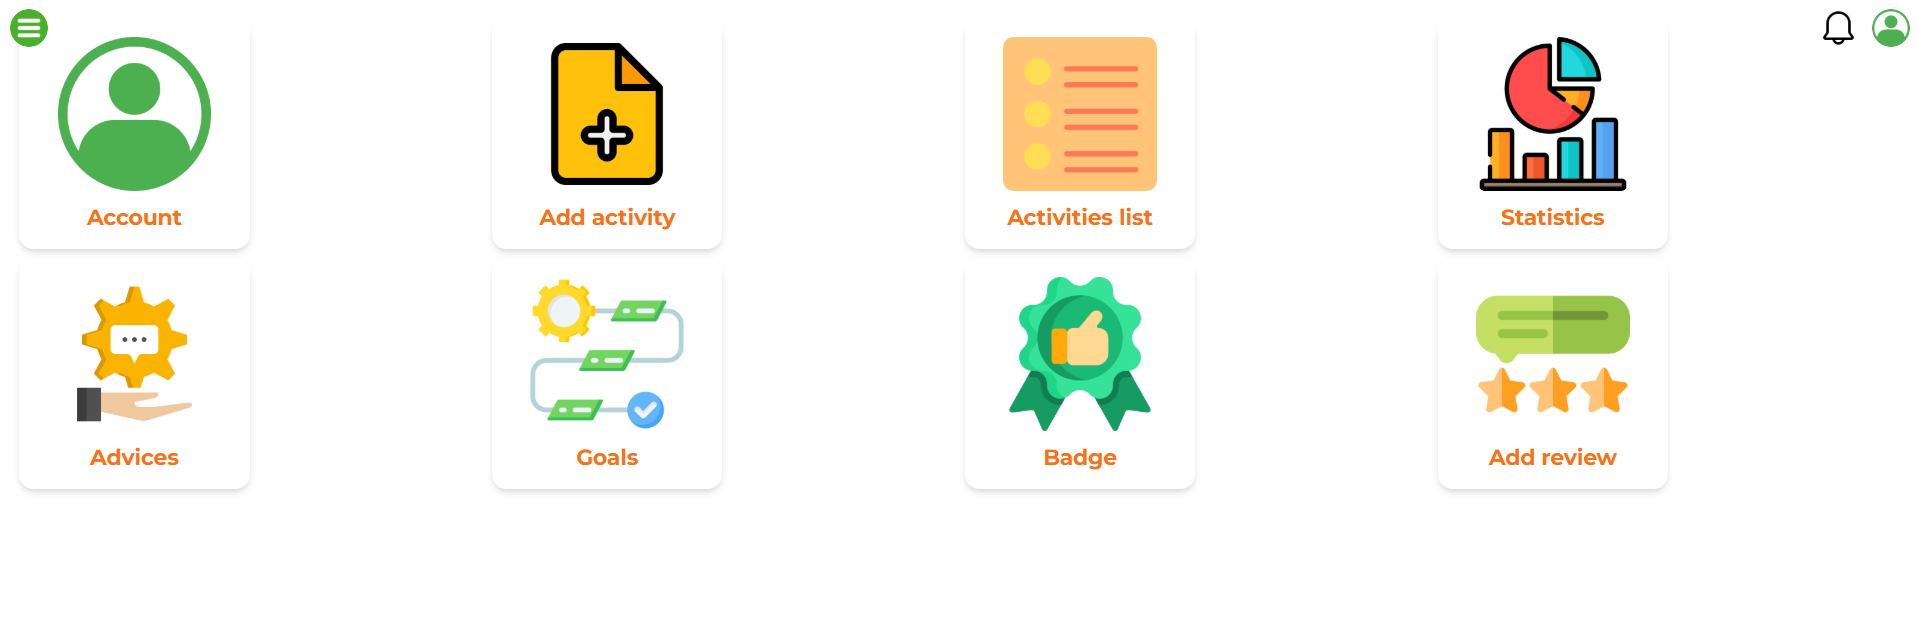 Account
Add activity
Activities list
Statistics
Advices
Goals
Badge
Add review